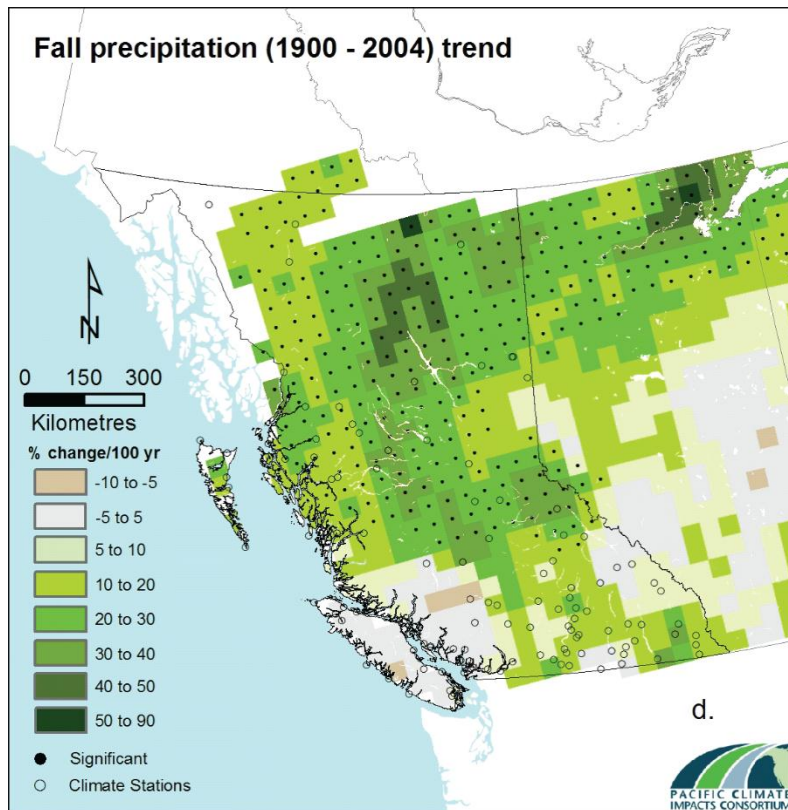 Fall precipitation (1900 - 2004) trend
N
0 150 300
Kilometres
% change/100 yr
-10 to -5
-5 to 5
5 to 10
10 to 20
20 to 30
30 to 40
40 to 50
50 to 90
Significant
Climate Stations
d.
PACIFIC CLIMATE
IMPACTS CONSORTIUM